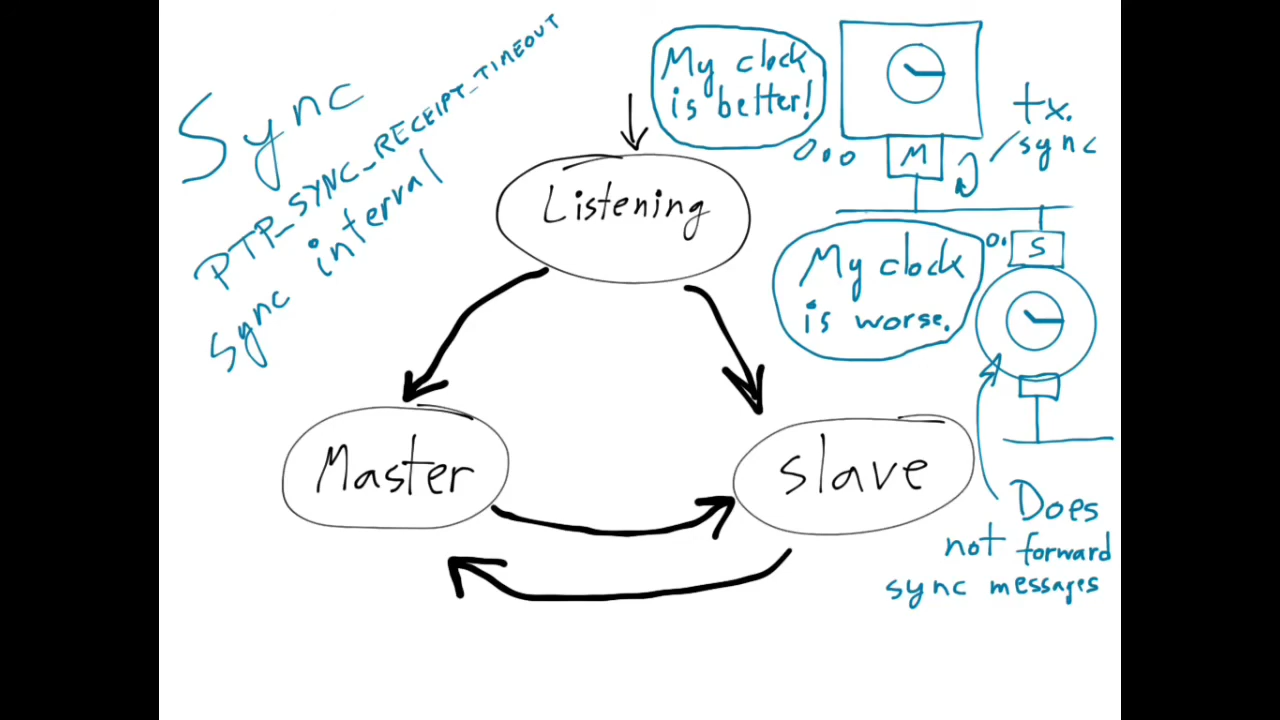 Sync
PTP_SYNC_RECEIPT_TIMEOUT
sync interval
My clock
is better!
M
tx.
sync
Listening
My clock
is worse.
S
Master
slave
Does
not forward
sync messages